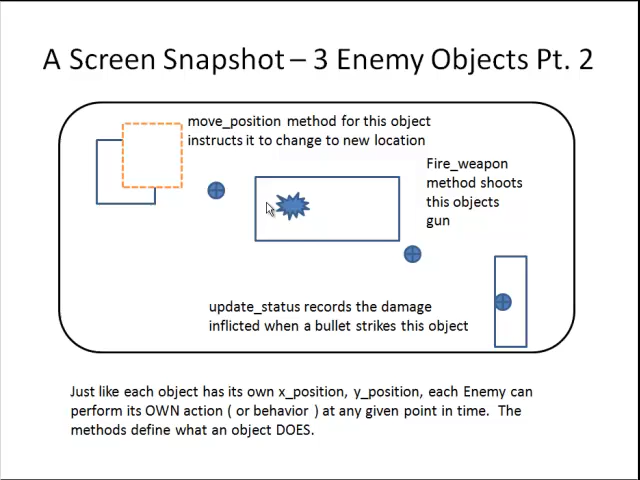 A Screen Snapshot – 3 Enemy Objects Pt. 2
move_position method for this object
instructs it to change to new location
Fire_weapon
method shoots
this objects
gun
update_status records the damage
inflicted when a bullet strikes this object
Just like each object has its own x_position, y_position, each Enemy can
perform its OWN action ( or behavior ) at any given point in time.  The
methods define what an object DOES.